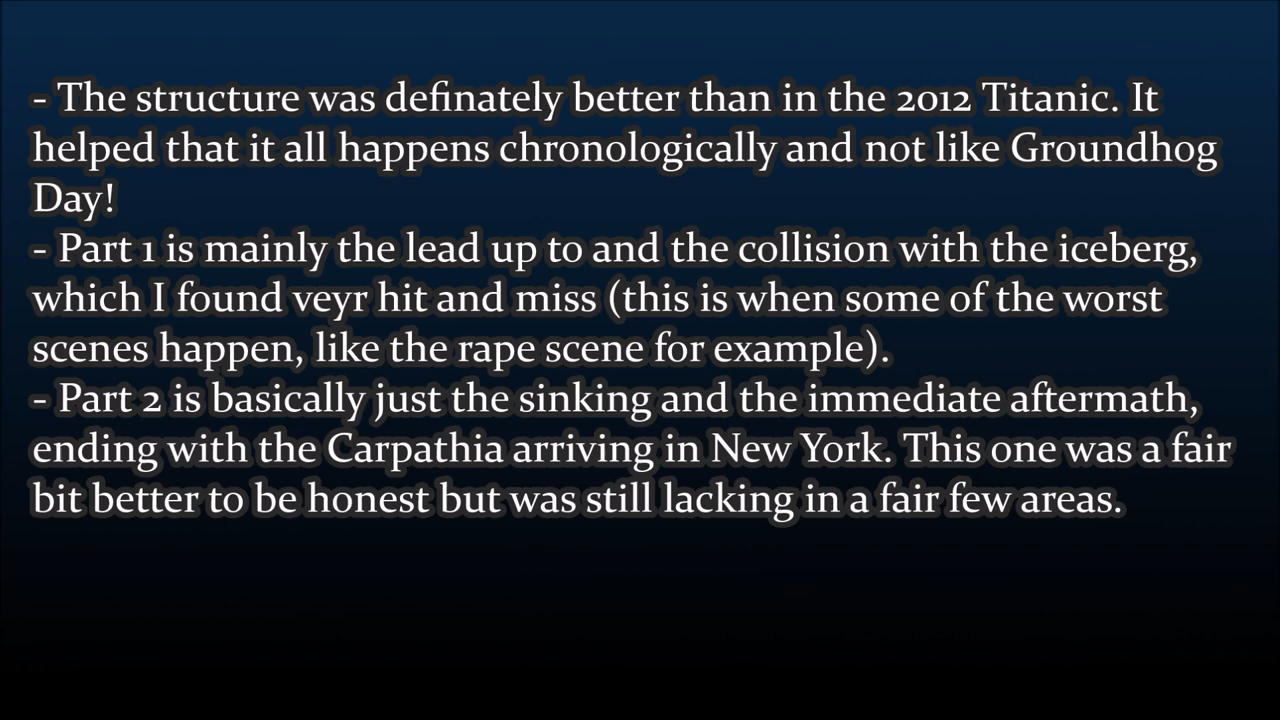 - The structure was definately better than in the 2012 Titanic. It
helped that it all happens chronologically and not like Groundhog
Day!
- Part 1 is mainly the lead up to and the collision with the iceberg,
which I found veyr hit and miss (this is when some of the worst
scenes happen, like the rape scene for example).
- Part 2 is basically just the sinking and the immediate aftermath,
ending with the Carpathia arriving in New York. This one was a fair
bit better to be honest but was still lacking in a fair few areas.